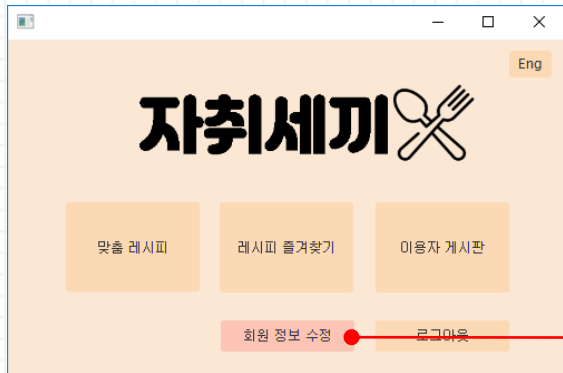 Eng
자취세끼
맞춤 레시피
레시피 즐겨찾기
이용자 게시판
회원 정보 수정
로그아웃